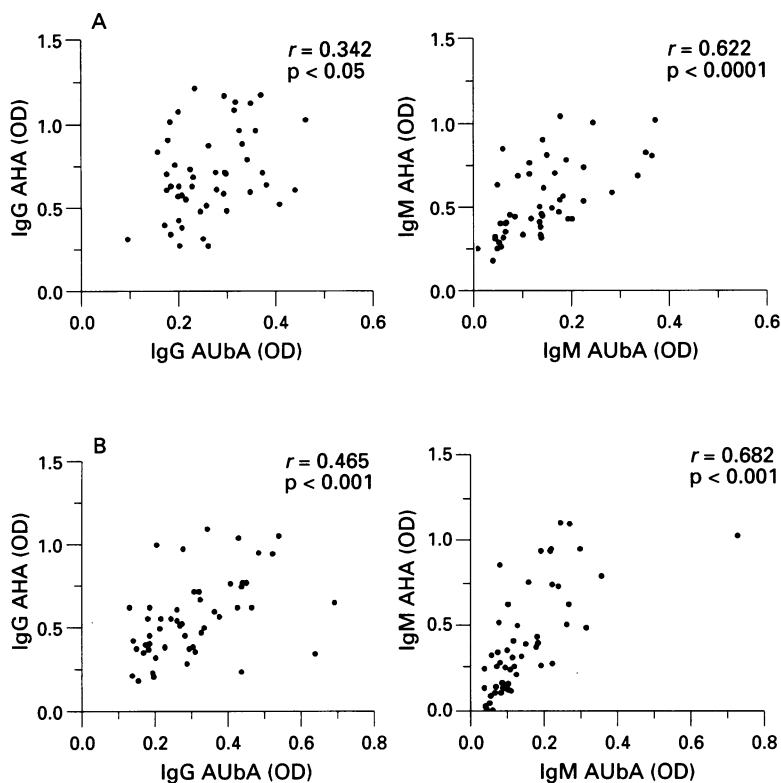 A
r = 0.342
p < 0.05
1.5
1.0
0.5
0.0
IgG AHA (OD)
0.0 0.2 0.4 0.6
IgG AUbA (OD)
r = 0.622
p < 0.0001
1.5
1.0
0.5
0.0
IgM AHA (OD)
0.0 0.2 0.4 0.6
IgM AUbA (OD)
B
r = 0.465
p < 0.001
1.5
1.0
0.5
0.0
IgG AHA (OD)
0.0 0.2 0.4 0.6 0.8
IgG AUbA (OD)
r = 0.682
p < 0.001
1.5
1.0
0.5
0.0
IgM AHA (OD)
0.0 0.2 0.4 0.6 0.8
IgM AUbA (OD)